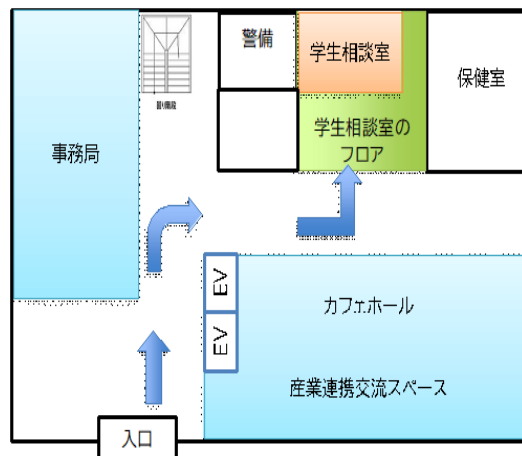 警備
学生相談室
保健室
学生相談室の
フロア
事務局
EV
EV
カフェホール
産業連携交流スペース
入口